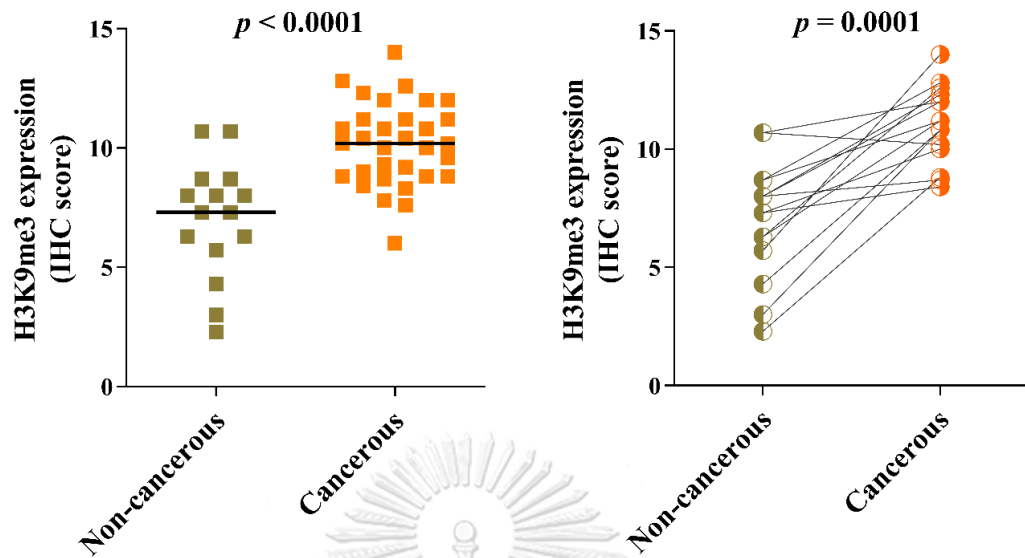 p < 0.0001
H3K9me3 expression
(IHC score)
15
10
5
0
Non-cancerous
Cancerous
p = 0.0001
H3K9me3 expression
(IHC score)
15
10
5
0
Non-cancerous
Cancerous